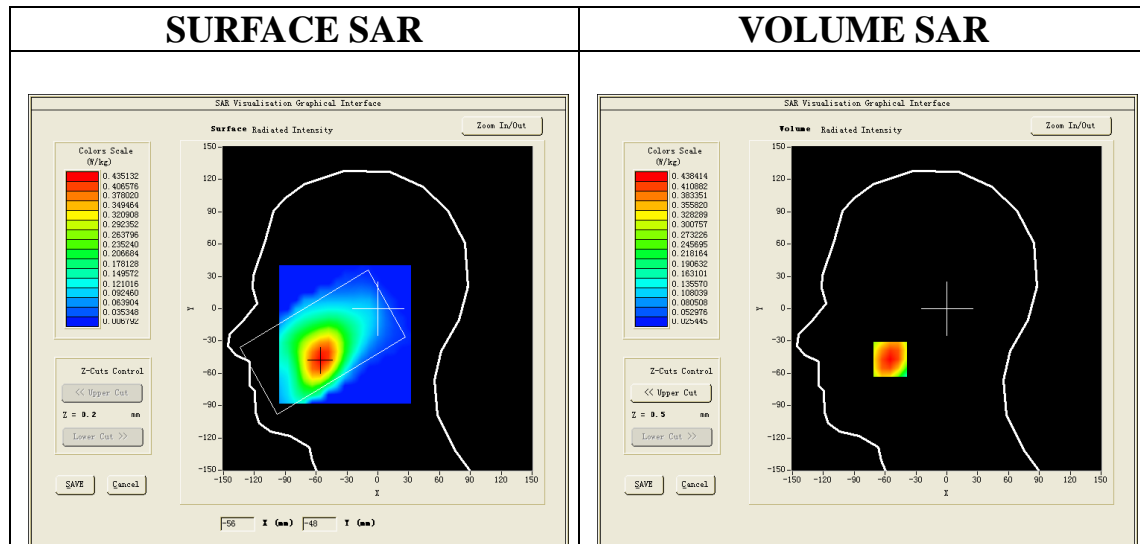 SURFACE SAR
VOLUME SAR
SAR Visualisation Graphical Interface
Surface Radiated Intensity
Zoom In/Out
Colors Scale
(W/kg)
0.435132
0.406576
0.378020
0.349464
0.320908
0.292352
0.263796
0.235240
0.206684
0.178128
0.149572
0.121016
0.092460
0.063904
0.035348
0.006792
150
120
90
60
30
0
-30
-60
-90
-120
-150
Y
-150 -120 -90 -60 -30 0 30 60 90 120 150
X
Z-Cuts Control
<< Upper Cut
Z = 0.2 mm
Lower Cut >>
SAVE Cancel
-56 X (mm) -48 Y (mm)
SAR Visualisation Graphical Interface
Volume Radiated Intensity
Zoom In/Out
Colors Scale
(W/kg)
0.438414
0.410882
0.383351
0.355820
0.328289
0.300757
0.273226
0.245695
0.218164
0.190632
0.163101
0.135570
0.108039
0.080508
0.052976
0.025445
150
120
90
60
30
0
-30
-60
-90
-120
-150
Y
-150 -120 -90 -60 -30 0 30 60 90 120 150
X
Z-Cuts Control
<< Upper Cut
Z = 0.5 mm
Lower Cut >>
SAVE Cancel